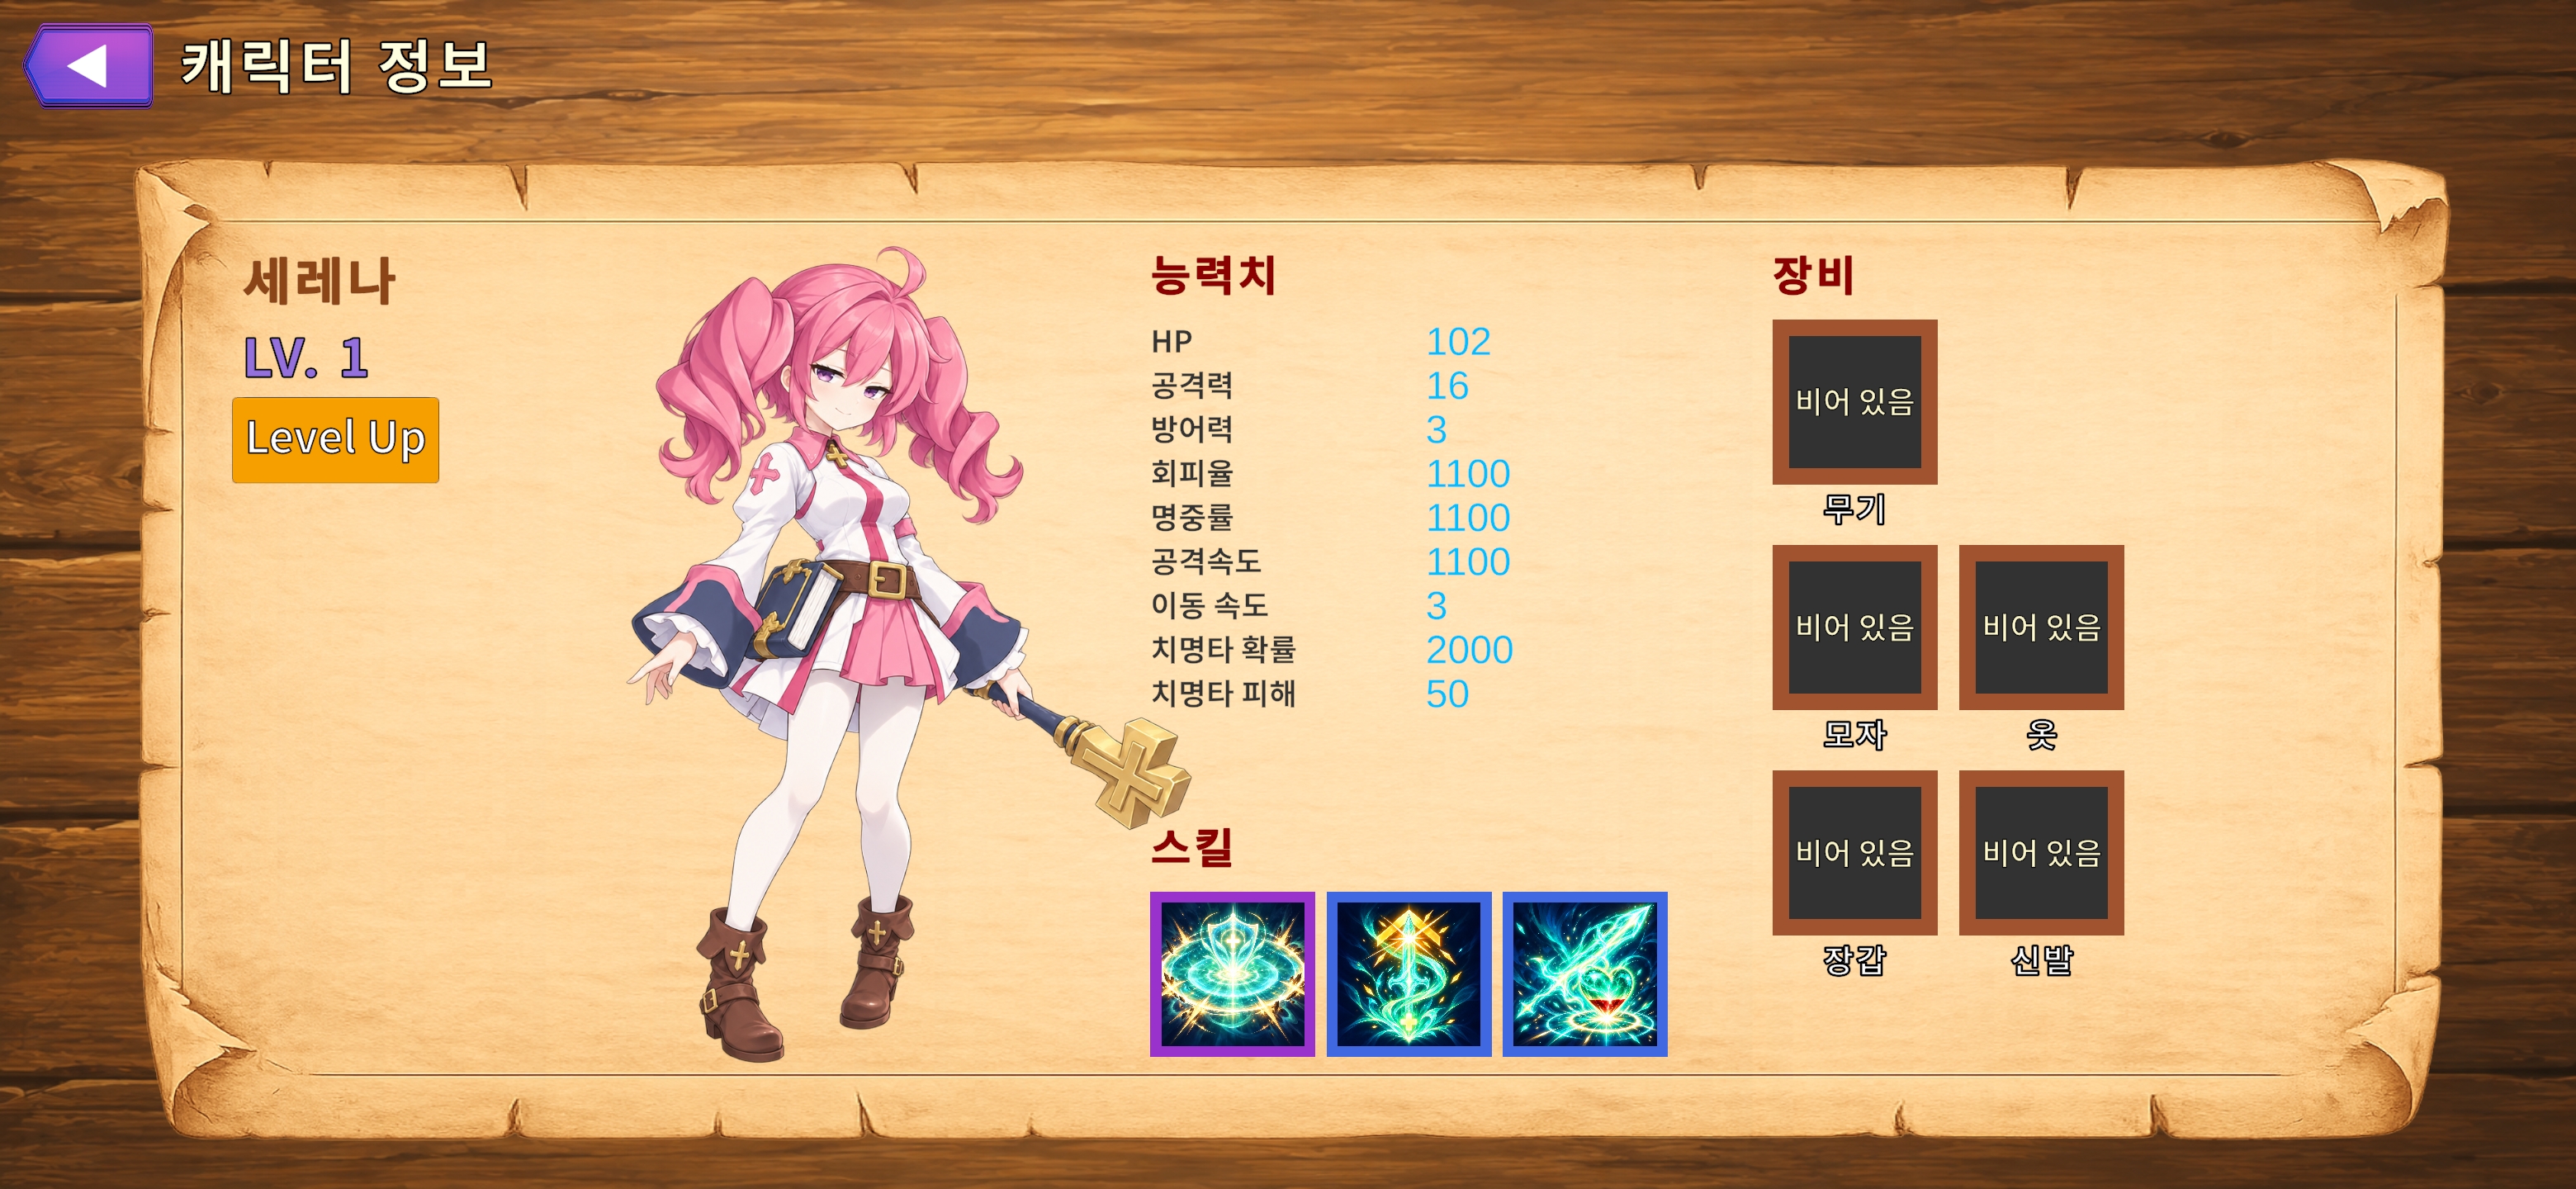 캐릭터 정보
세레나
LV. 1
Level Up
능력치
HP 102
공격력 16
방어력 3
회피율 1100
명중률 1100
공격속도 1100
이동 속도 3
치명타 확률 2000
치명타 피해 50
스킬
장비
비어 있음
무기
비어 있음 비어 있음
모자 옷
비어 있음 비어 있음
장갑 신발